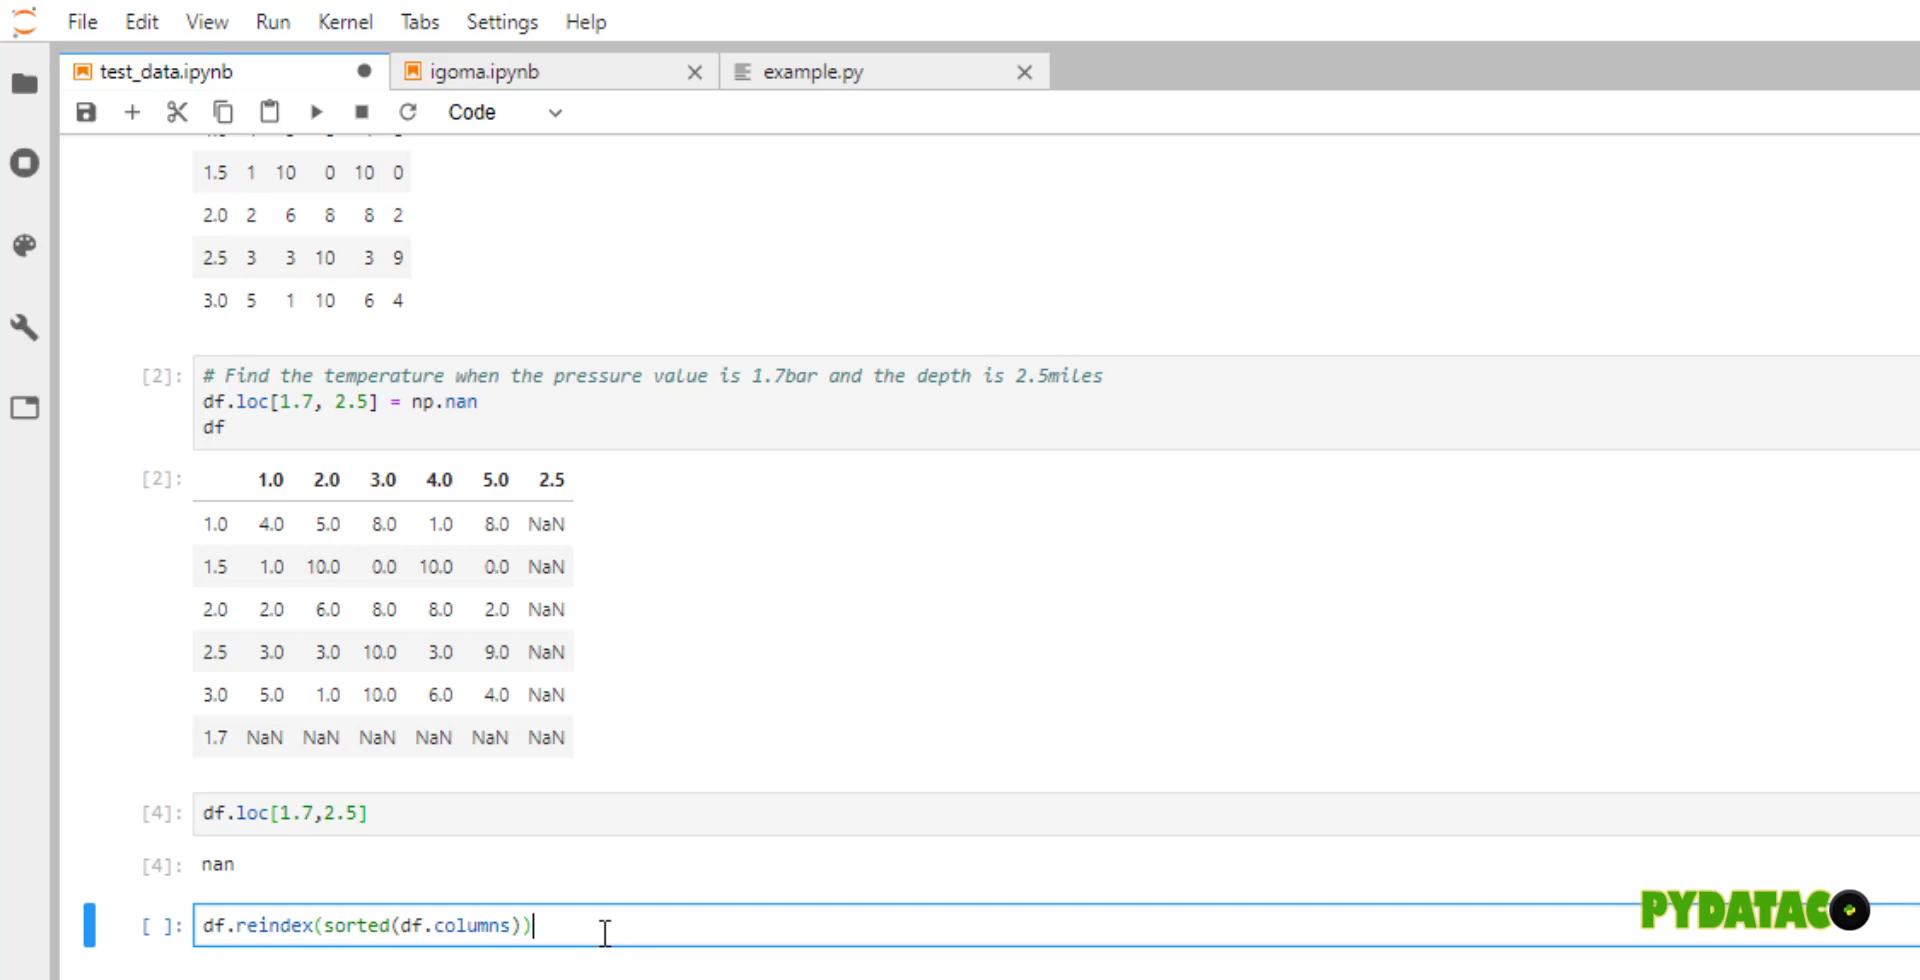 File Edit View Run Kernel Tabs Settings Help
test_data.ipynb igoma.ipynb example.py
Code
1.5 1 10 0 10 0
2.0 2 6 8 8 2
2.5 3 3 10 3 9
3.0 5 1 10 6 4
[2]: # Find the temperature when the pressure value is 1.7bar and the depth is 2.5miles
df.loc[1.7, 2.5] = np.nan
df
[2]: 1.0 2.0 3.0 4.0 5.0 2.5
1.0 4.0 5.0 8.0 1.0 8.0 NaN
1.5 1.0 10.0 0.0 10.0 0.0 NaN
2.0 2.0 6.0 8.0 8.0 2.0 NaN
2.5 3.0 3.0 10.0 3.0 9.0 NaN
3.0 5.0 1.0 10.0 6.0 4.0 NaN
1.7 NaN NaN NaN NaN NaN NaN
[4]: df.loc[1.7,2.5]
[4]: nan
[ ]: df.reindex(sorted(df.columns))
PYDATAC